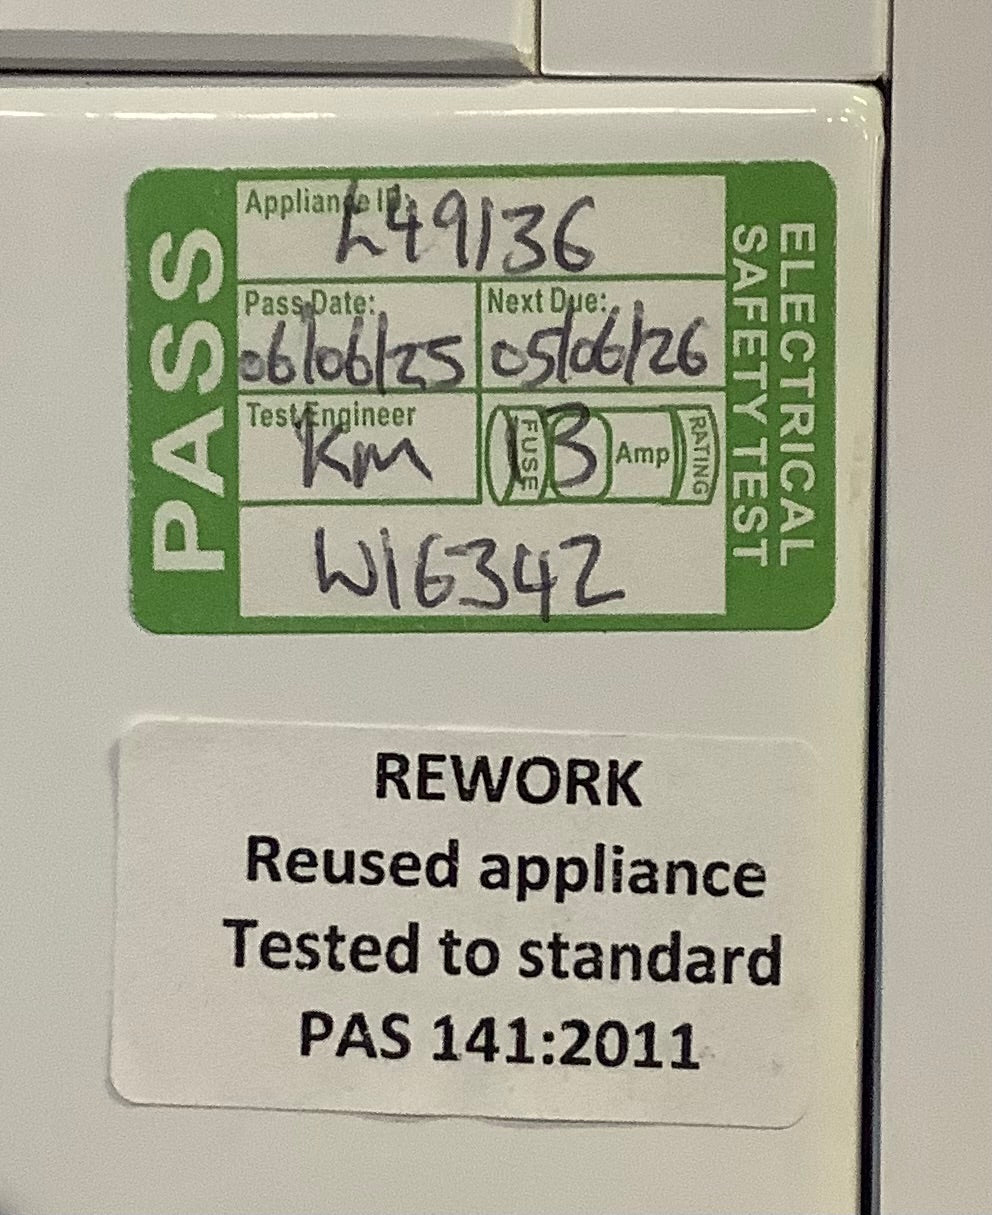 PASS
Appliance ID:
L49136
Pass Date:
Next Due:
06/06/25
05/06/26
Test Engineer
KM
FUSE
13
Amp
RATING
W16342
ELECTRICAL
SAFETY TEST
REWORK
Reused appliance
Tested to standard
PAS 141:2011